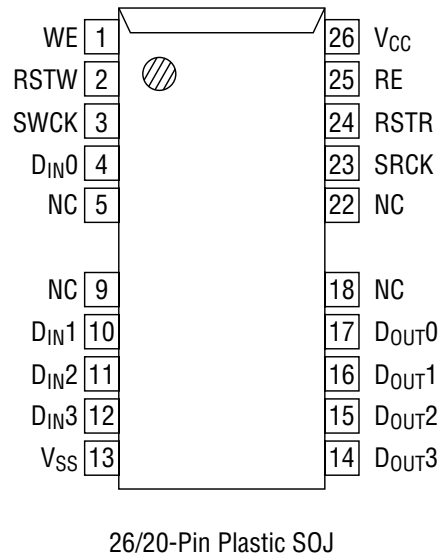 WE 1 26 VCC
RSTW 2 25 RE
SWCK 3 24 RSTR
DIN0 4 23 SRCK
NC 5 22 NC
NC 9 18 NC
DIN1 10 17 DOUT0
DIN2 11 16 DOUT1
DIN3 12 15 DOUT2
VSS 13 14 DOUT3
26/20-Pin Plastic SOJ